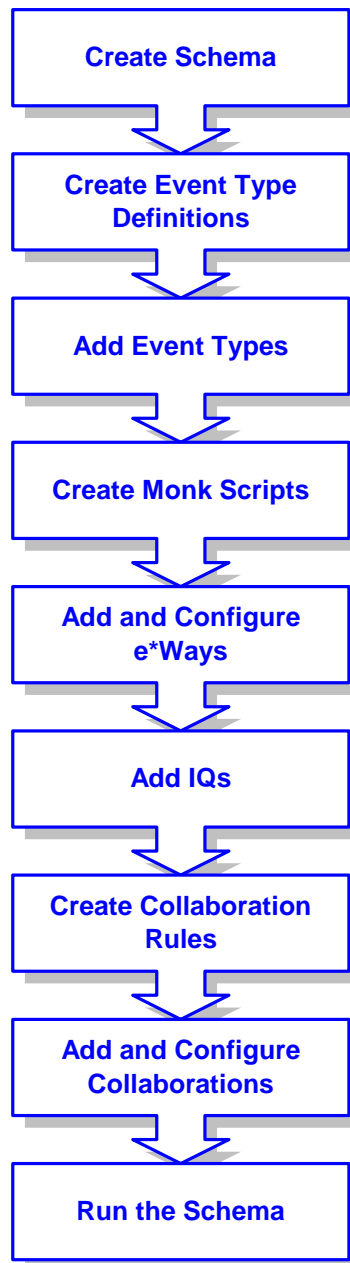 Create Schema
Create Event Type
Definitions
Add Event Types
Create Monk Scripts
Add and Configure
e*Ways
Add IQs
Create Collaboration
Rules
Add and Configure
Collaborations
Run the Schema